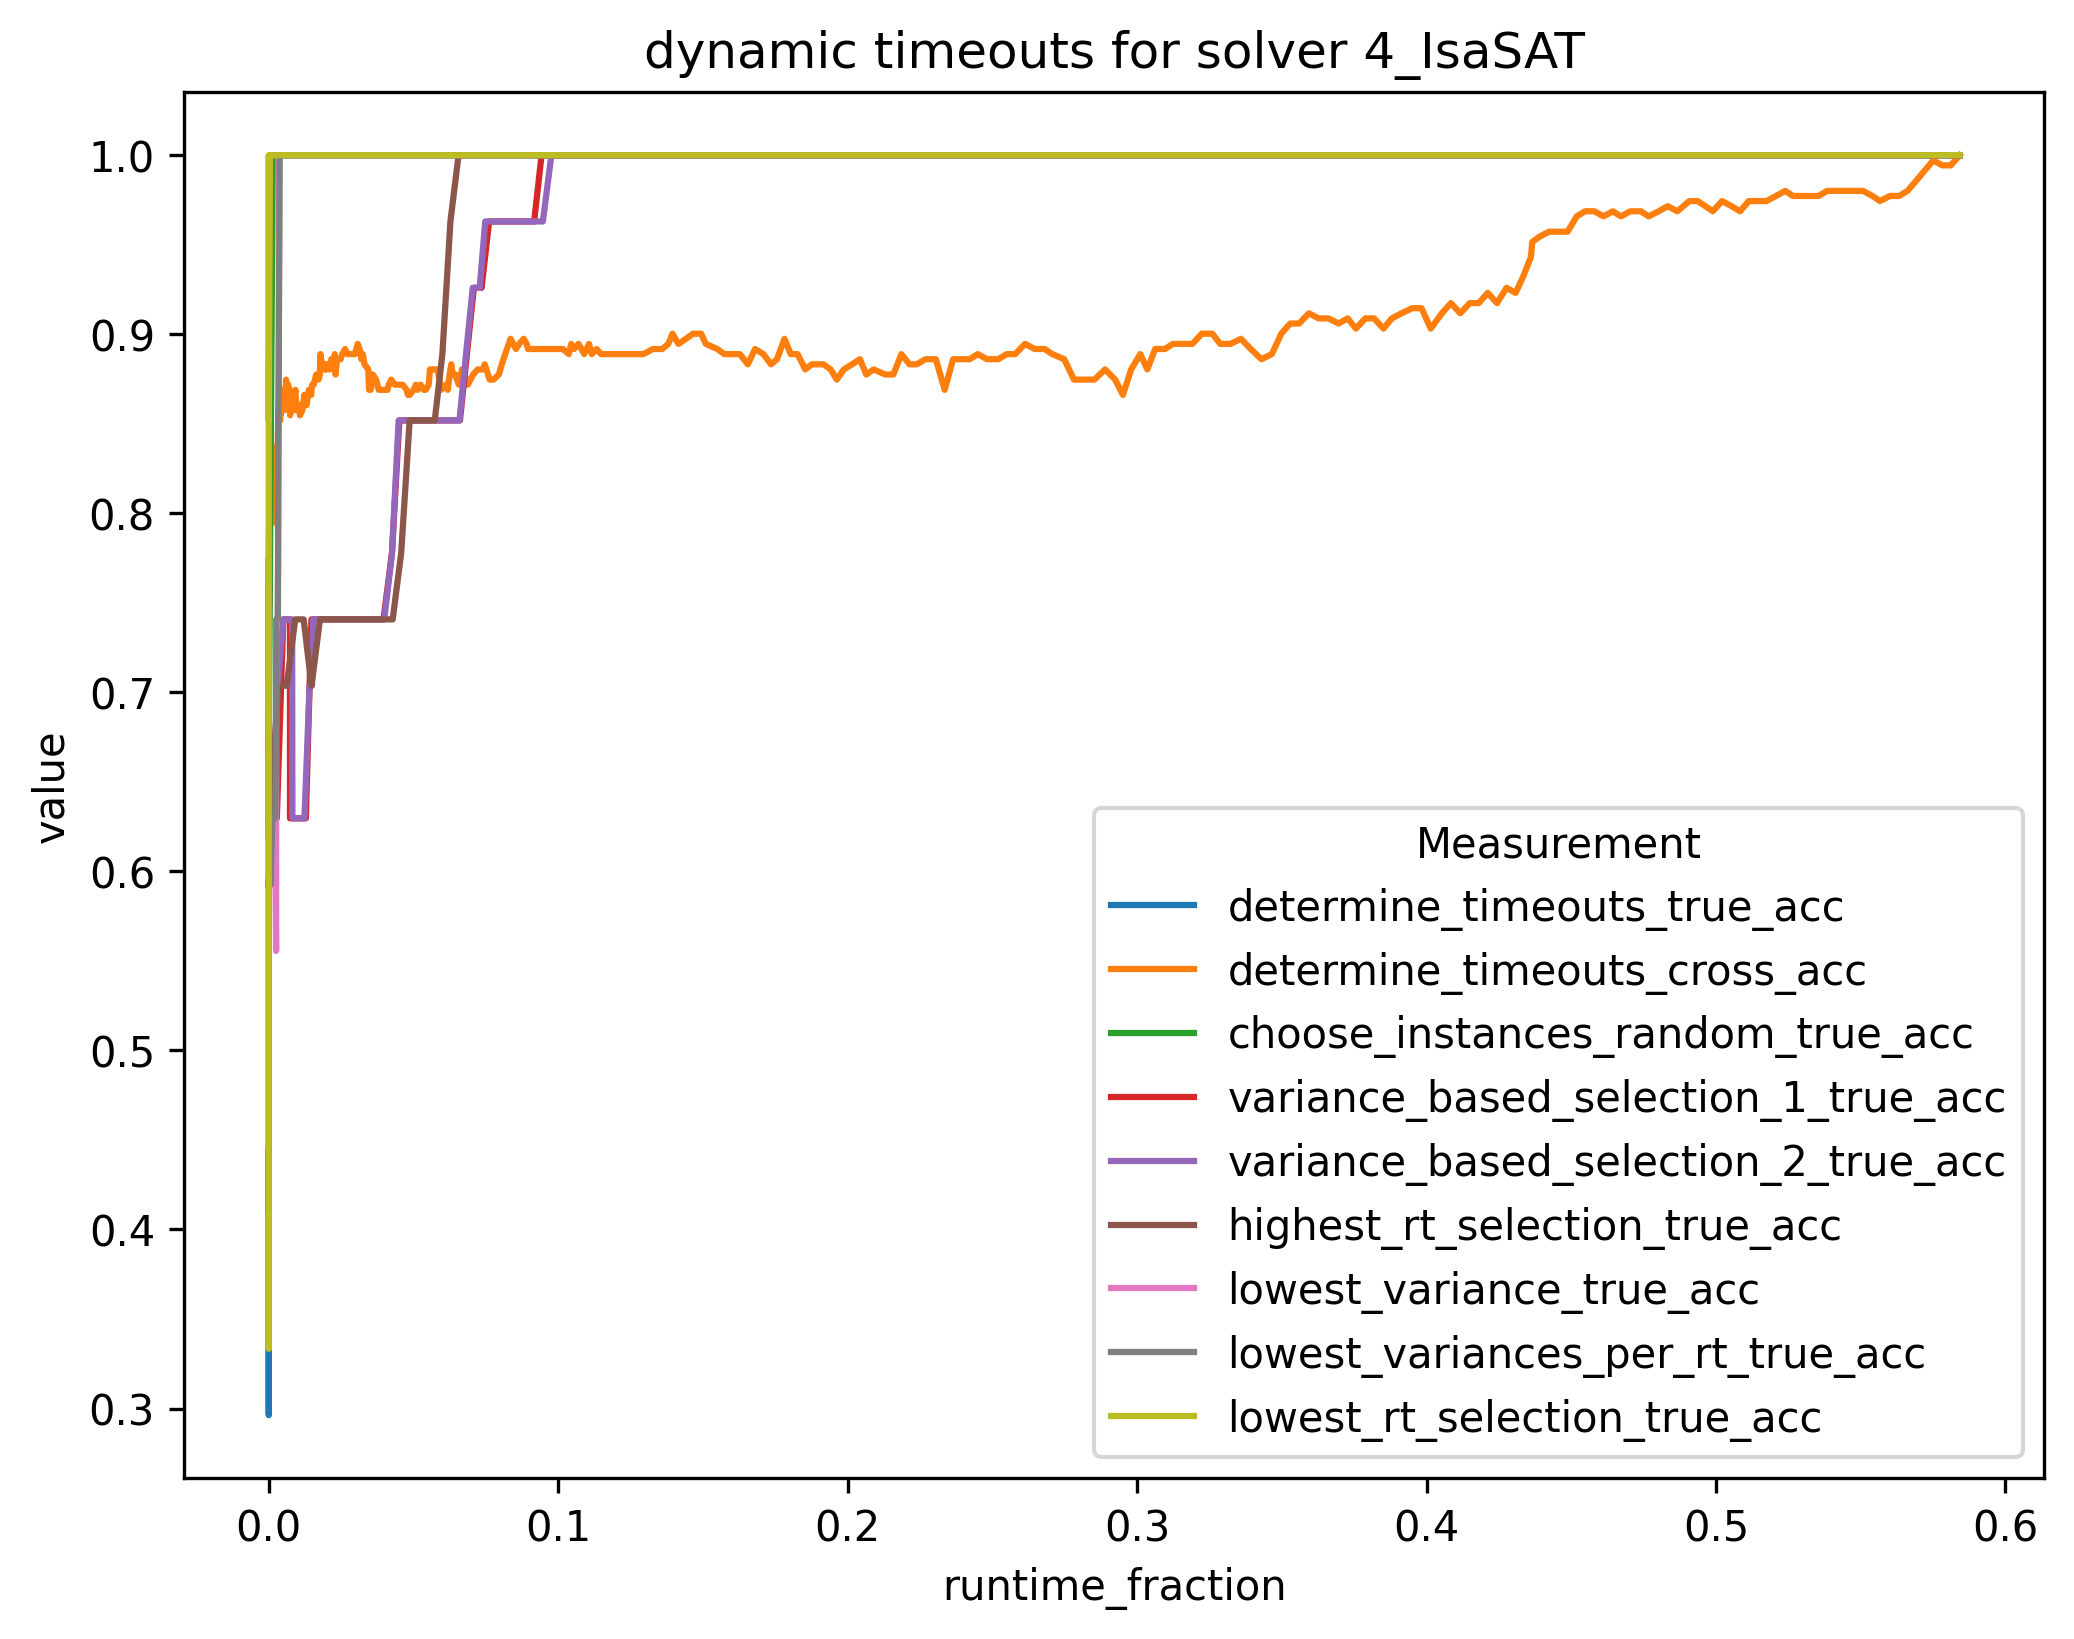 dynamic timeouts for solver 4_IsaSAT
1.0
0.9
0.8
0.7
0.6
0.5
0.4
0.3
value
0.0 0.1 0.2 0.3 0.4 0.5 0.6
runtime_fraction
Measurement
determine_timeouts_true_acc
determine_timeouts_cross_acc
choose_instances_random_true_acc
variance_based_selection_1_true_acc
variance_based_selection_2_true_acc
highest_rt_selection_true_acc
lowest_variance_true_acc
lowest_variances_per_rt_true_acc
lowest_rt_selection_true_acc